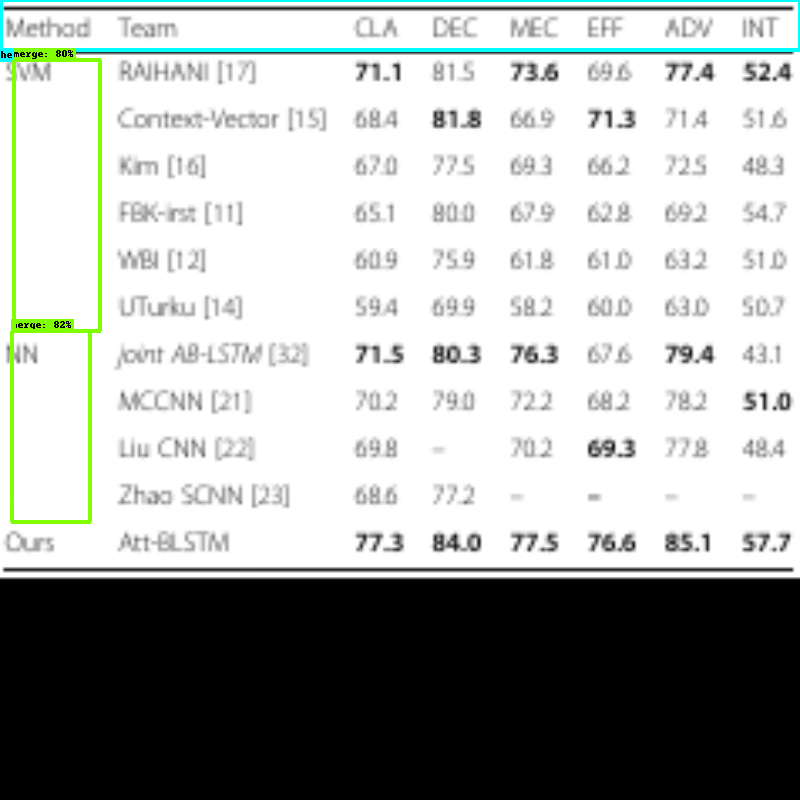 Method Team CLA DEC MEC EFF ADV INT
merge: 80%
SVM RAIHANI [17] 71.1 81.5 73.6 69.6 77.4 52.4
Context-Vector [15] 68.4 81.8 66.9 71.3 71.4 51.6
Kim [16] 67.0 77.5 69.3 66.2 72.5 48.3
FBK-irst [11] 65.1 80.0 67.9 62.8 69.2 54.7
WBI [12] 60.9 75.9 61.8 61.0 63.2 51.0
UTurku [14] 59.4 69.9 58.2 60.0 63.0 50.7
merge: 82%
NN joint AB-LSTM [32] 71.5 80.3 76.3 67.6 79.4 43.1
MCCNN [21] 70.2 79.0 72.2 68.2 78.2 51.0
Liu CNN [22] 69.8 – 70.2 69.3 77.8 48.4
Zhao SCNN [23] 68.6 77.2 – – – –
Ours Att-BLSTM 77.3 84.0 77.5 76.6 85.1 57.7